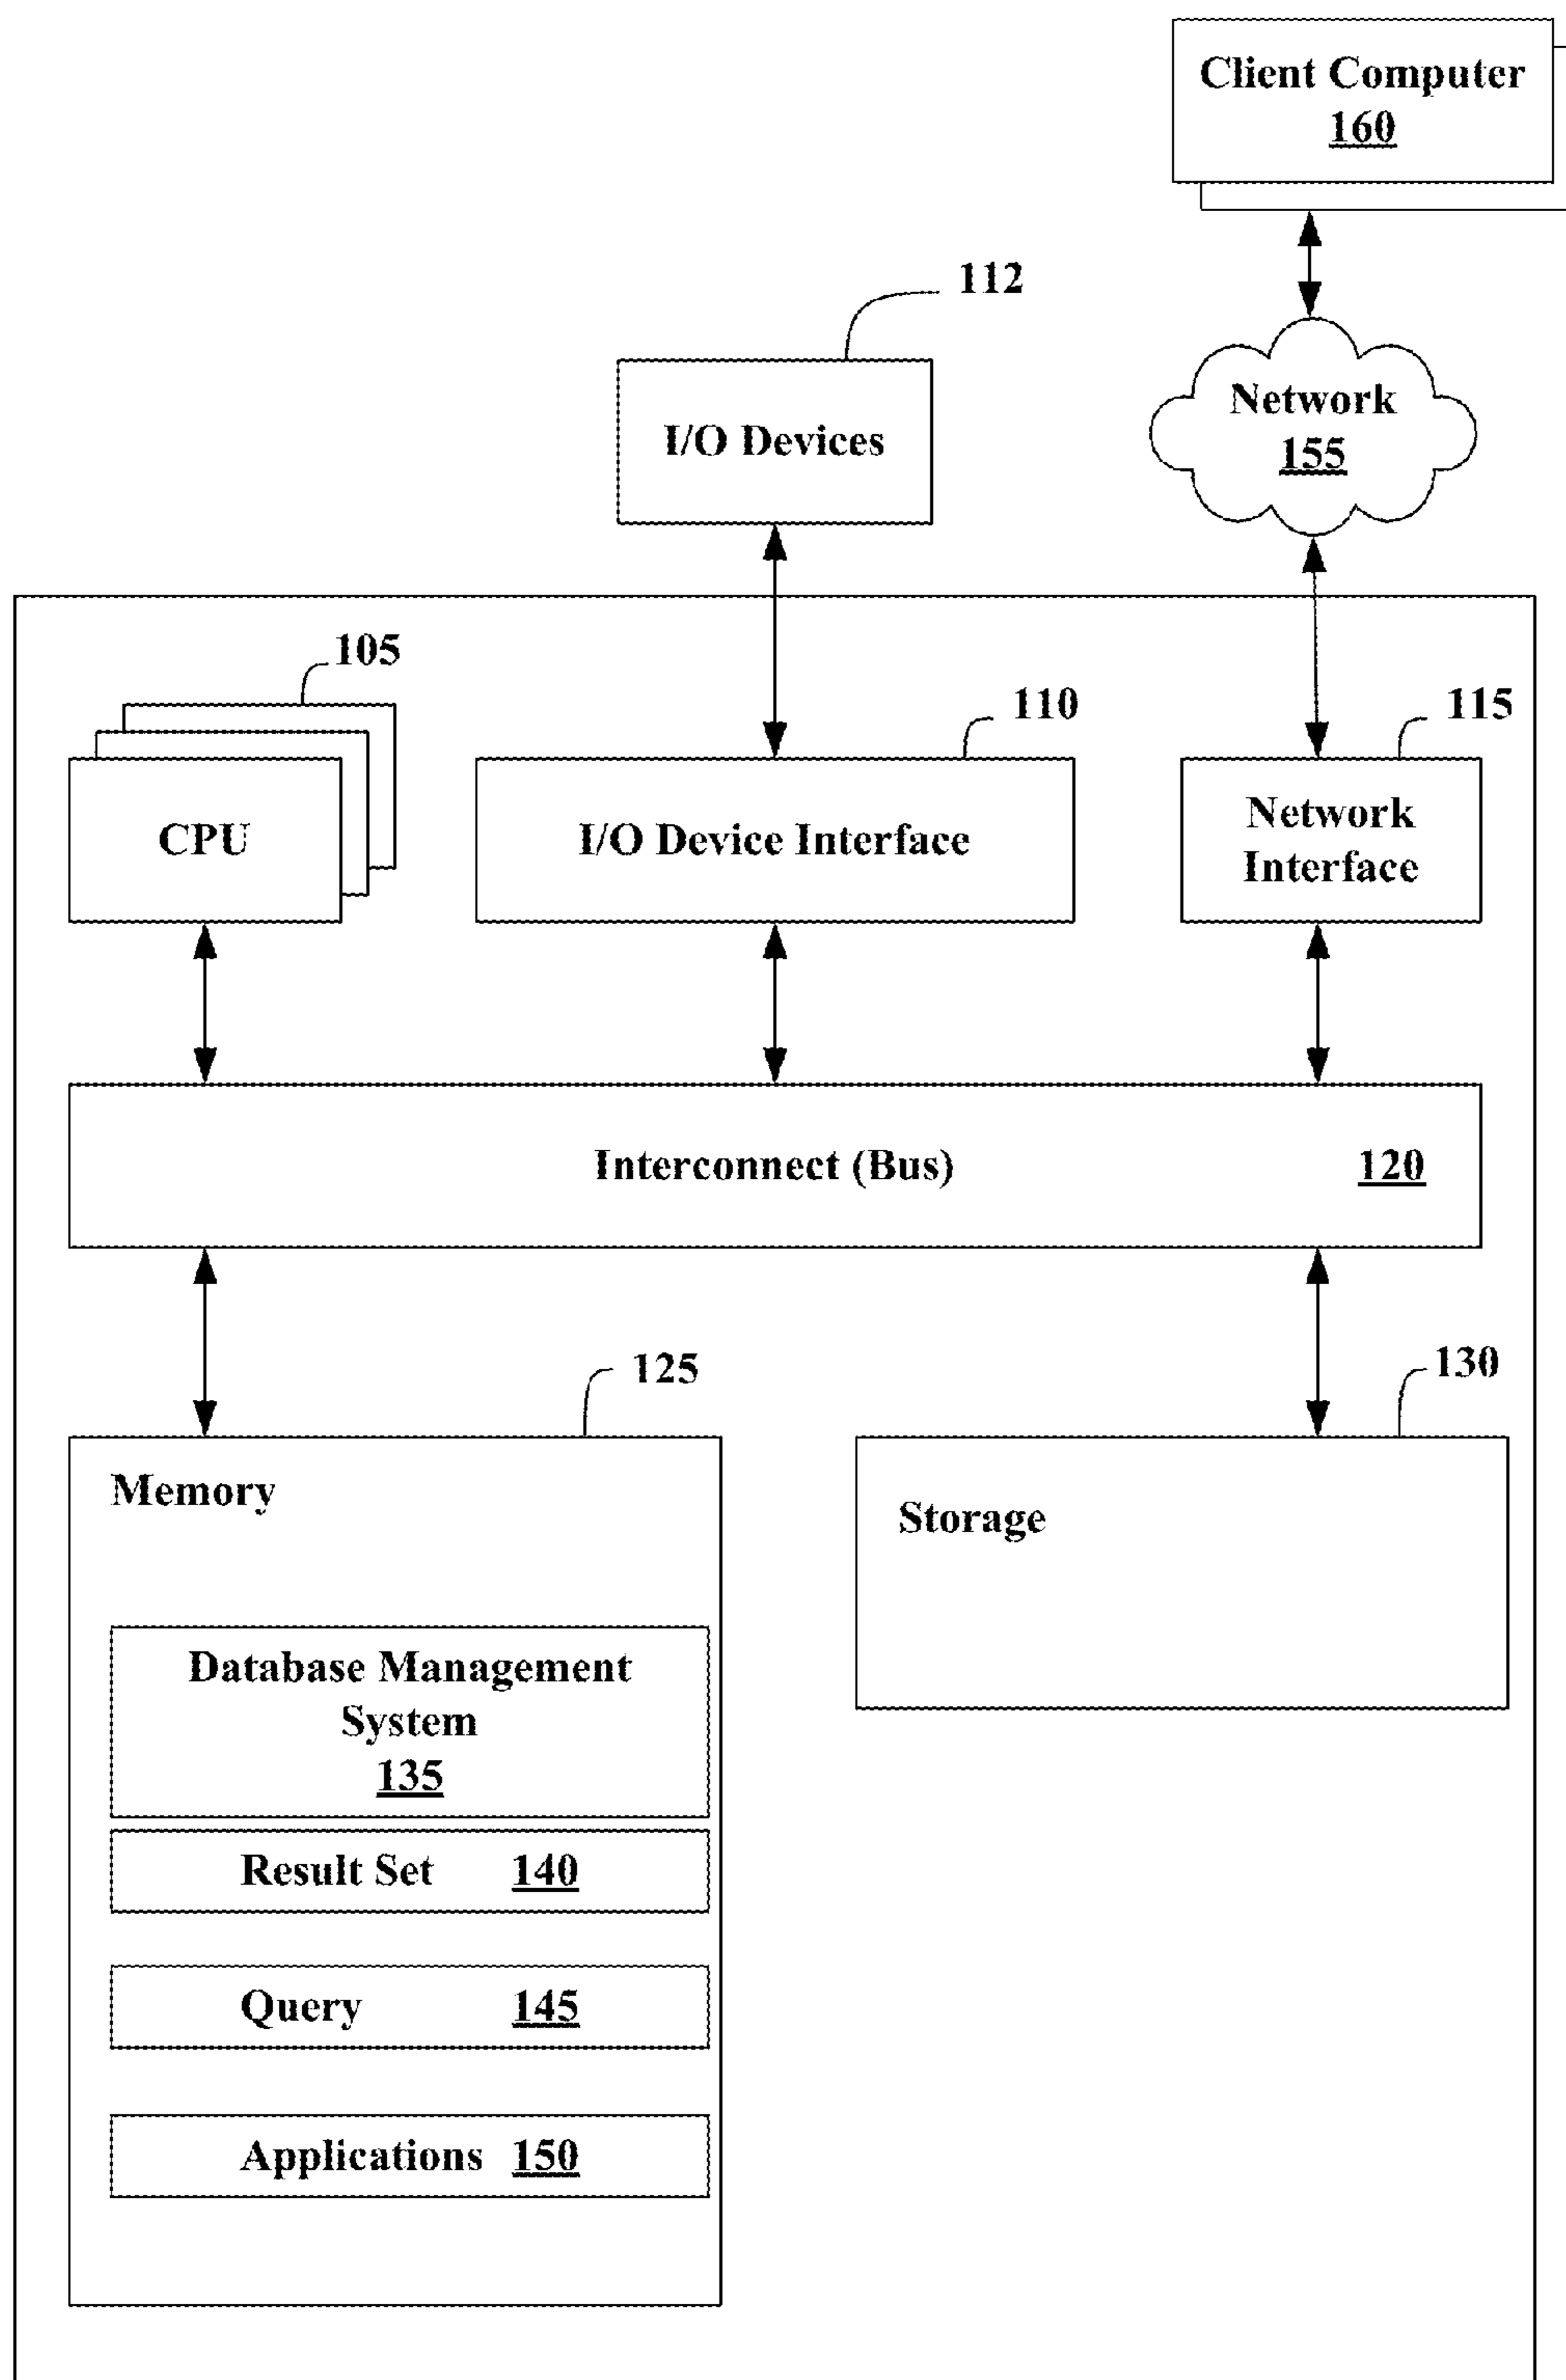 Client Computer
160
112
I/O Devices
Network
155
105
110
115
CPU
I/O Device Interface
Network
Interface
Interconnect (Bus) 120
125
130
Memory
Storage
Database Management
System
135
Result Set 140
Query 145
Applications 150